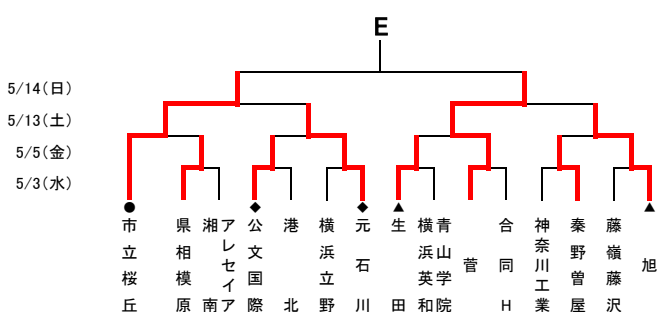 E
5/14(日)
5/13(土)
5/5(金)
5/3(水)
●
◆
◆
▲
▲
市立桜丘
県相模原
湘南
アレセイア
公文国際
港北
横浜立野
元石川
生田
横浜英和
青山学院
菅
合同H
神奈川工業
秦野曽屋
藤嶺藤沢
旭